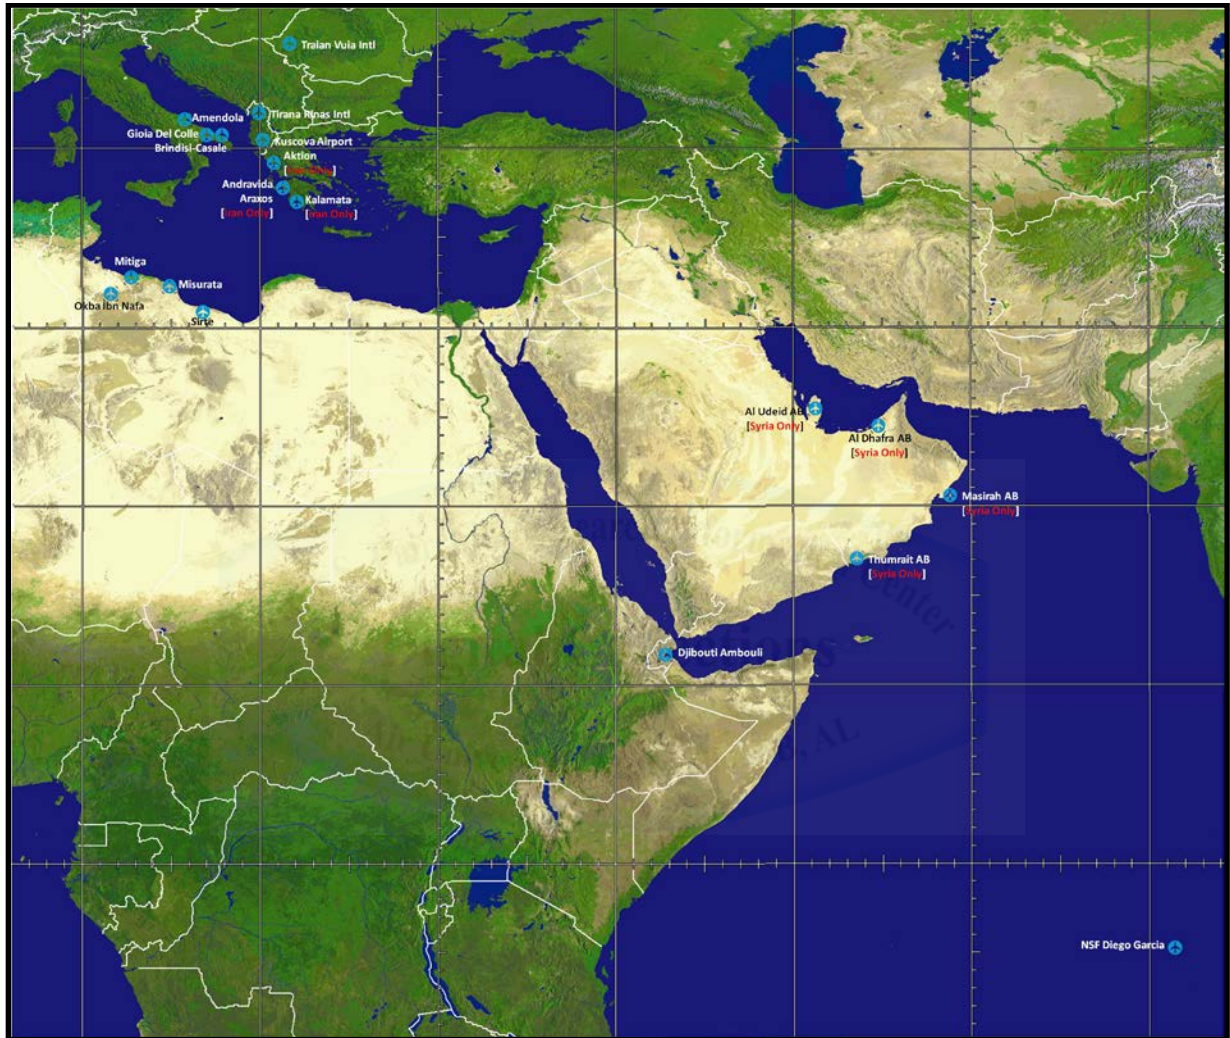 Traian Vuia Intl
Amendola
Tirana Rinas Intl
Gioia Del Colle
Brindisi-Casale
Kuscova Airport
Aktion
[Iran Only]
Andravida
Araxos
[Iran Only]
Kalamata
[Iran Only]
Mitiga
Misurata
Okba Ibn Nafa
Sirte
Al Udeid AB
[Syria Only]
Al Dhafra AB
[Syria Only]
Masirah AB
[Syria Only]
Thumrait AB
[Syria Only]
Djibouti Ambouli
NSF Diego Garcia